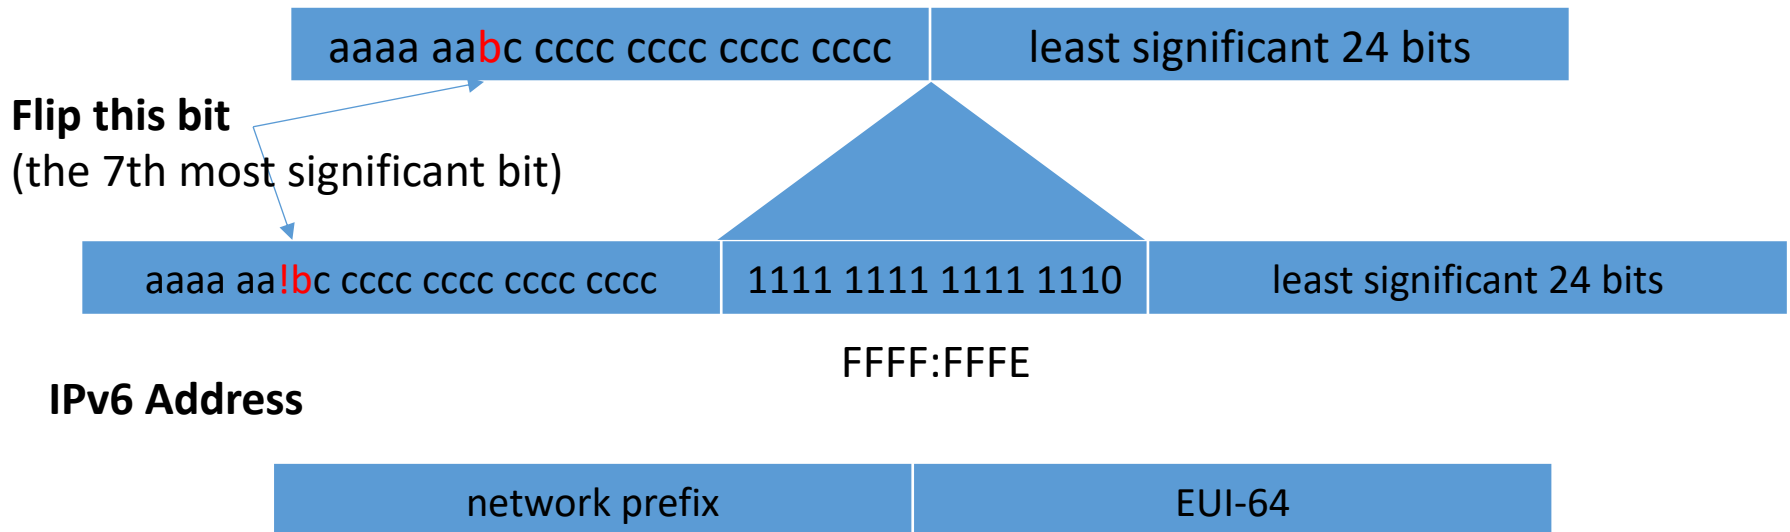 aaaa aabc cccc cccc cccc cccc least significant 24 bits
Flip this bit
(the 7th most significant bit)
aaaa aa!bc cccc cccc cccc cccc 1111 1111 1111 1110 least significant 24 bits
FFFF:FFFE
IPv6 Address
network prefix EUI-64